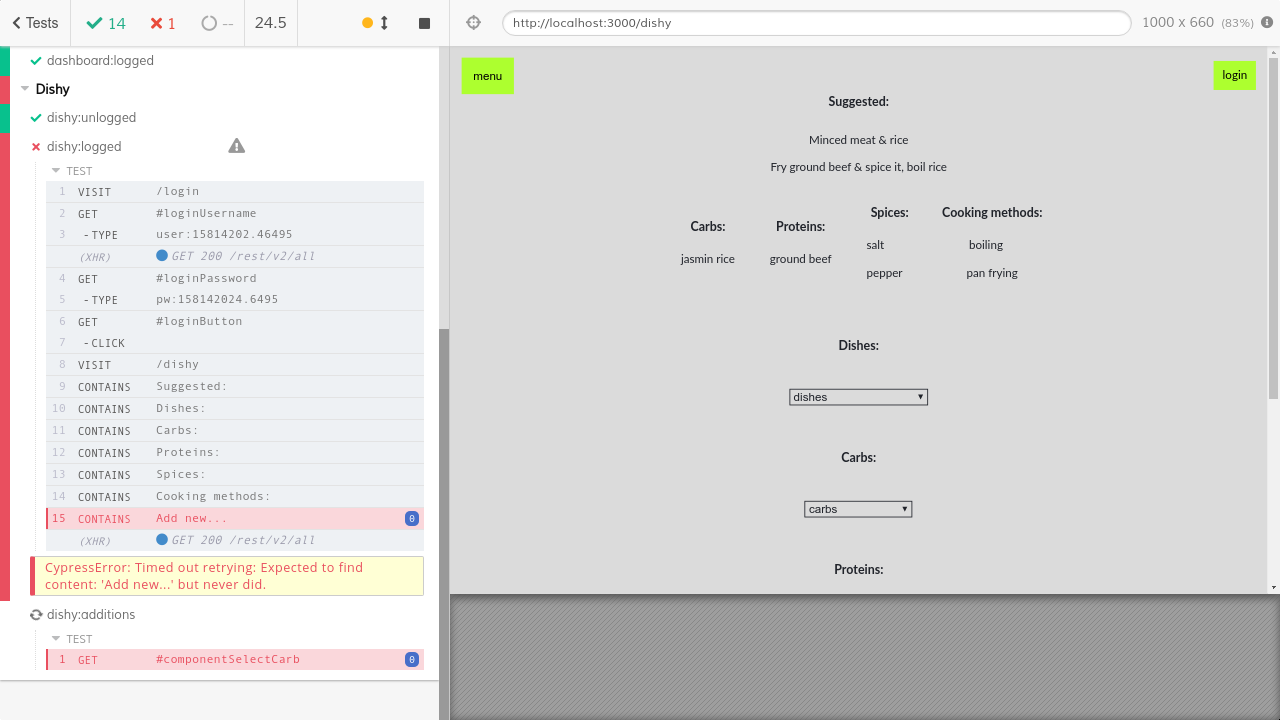 Tests
14
1
--
24.5
http://localhost:3000/dishy
1000 x 660 (83%)
dashboard:logged
Dishy
dishy:unlogged
dishy:logged
TEST
1 VISIT /login
2 GET #loginUsername
3 -TYPE user:15814202.46495
(XHR) GET 200 /rest/v2/all
4 GET #loginPassword
5 -TYPE pw:158142024.6495
6 GET #loginButton
7 -CLICK
8 VISIT /dishy
9 CONTAINS Suggested:
10 CONTAINS Dishes:
11 CONTAINS Carbs:
12 CONTAINS Proteins:
13 CONTAINS Spices:
14 CONTAINS Cooking methods:
15 CONTAINS Add new... 0
(XHR) GET 200 /rest/v2/all
CypressError: Timed out retrying: Expected to find
content: 'Add new...' but never did.
dishy:additions
TEST
1 GET #componentSelectCarb 0
menu
login
Suggested:
Minced meat & rice
Fry ground beef & spice it, boil rice
Carbs:
jasmin rice
Proteins:
ground beef
Spices:
salt
pepper
Cooking methods:
boiling
pan frying
Dishes:
dishes
Carbs:
carbs
Proteins: